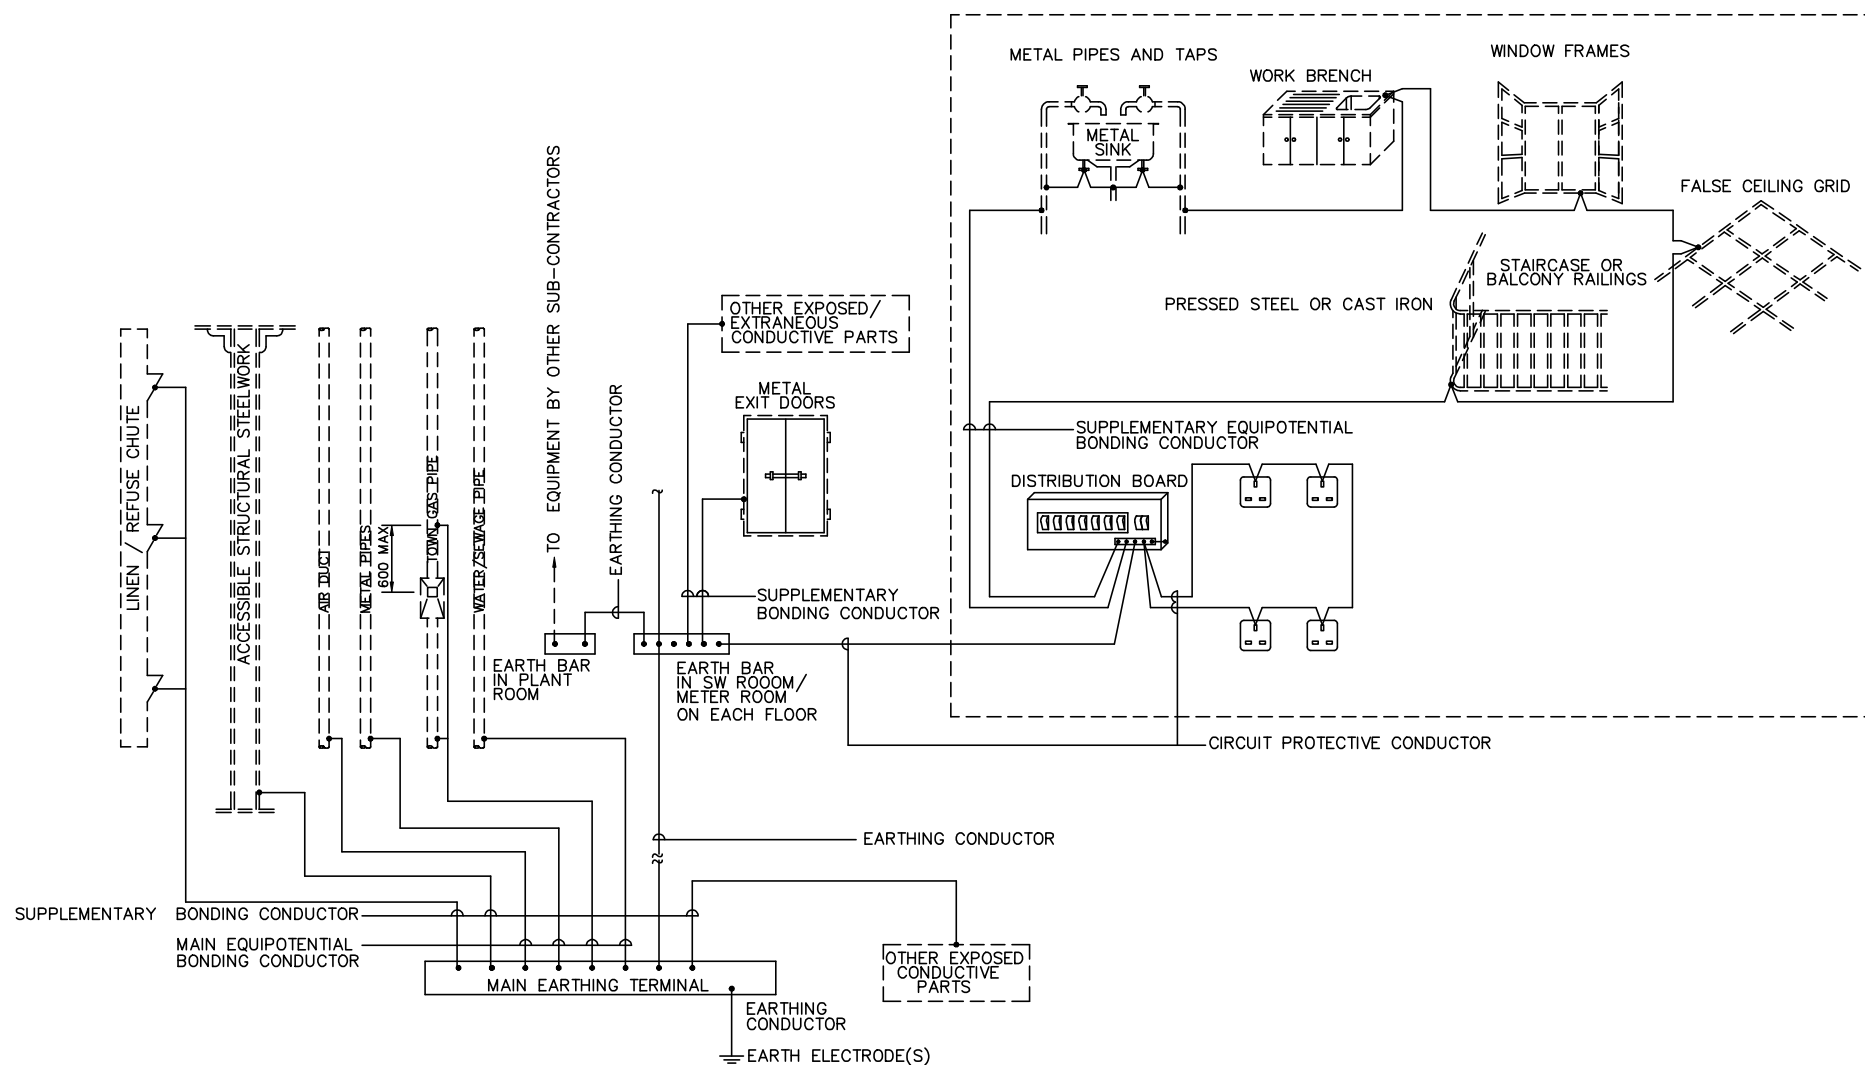 METAL PIPES AND TAPS
WORK BRENCH
WINDOW FRAMES
METAL
SINK
FALSE CEILING GRID
STAIRCASE OR
BALCONY RAILINGS
PRESSED STEEL OR CAST IRON
TO EQUIPMENT BY OTHER SUB-CONTRACTORS
OTHER EXPOSED/
EXTRANEOUS
CONDUCTIVE PARTS
METAL
EXIT DOORS
EARTHING CONDUCTOR
LINEN / REFUSE CHUTE
ACCESSIBLE STRUCTURAL STEELWORK
AIR DUCT
METAL PIPES
600 MAX
TOWN GAS PIPE
WATER/SEWAGE PIPE
SUPPLEMENTARY EQUIPOTENTIAL
BONDING CONDUCTOR
DISTRIBUTION BOARD
SUPPLEMENTARY
BONDING CONDUCTOR
EARTH BAR
IN PLANT
ROOM
EARTH BAR
IN SW ROOOM/
METER ROOM
ON EACH FLOOR
CIRCUIT PROTECTIVE CONDUCTOR
EARTHING CONDUCTOR
SUPPLEMENTARY BONDING CONDUCTOR
MAIN EQUIPOTENTIAL
BONDING CONDUCTOR
MAIN EARTHING TERMINAL
OTHER EXPOSED
CONDUCTIVE
PARTS
EARTHING
CONDUCTOR
EARTH ELECTRODE(S)